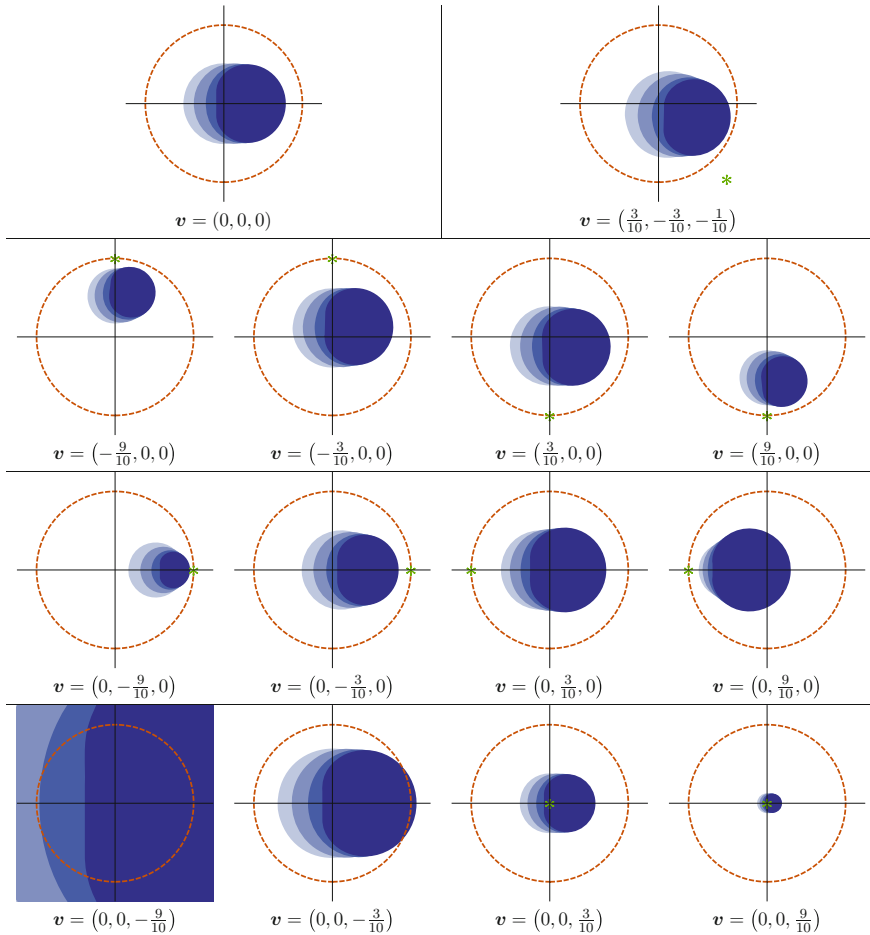 v = (0, 0, 0)
v = (3/10, −3/10, −1/10)
v = (−9/10, 0, 0)
v = (−3/10, 0, 0)
v = (3/10, 0, 0)
v = (9/10, 0, 0)
v = (0, −9/10, 0)
v = (0, −3/10, 0)
v = (0, 3/10, 0)
v = (0, 9/10, 0)
v = (0, 0, −9/10)
v = (0, 0, −3/10)
v = (0, 0, 3/10)
v = (0, 0, 9/10)